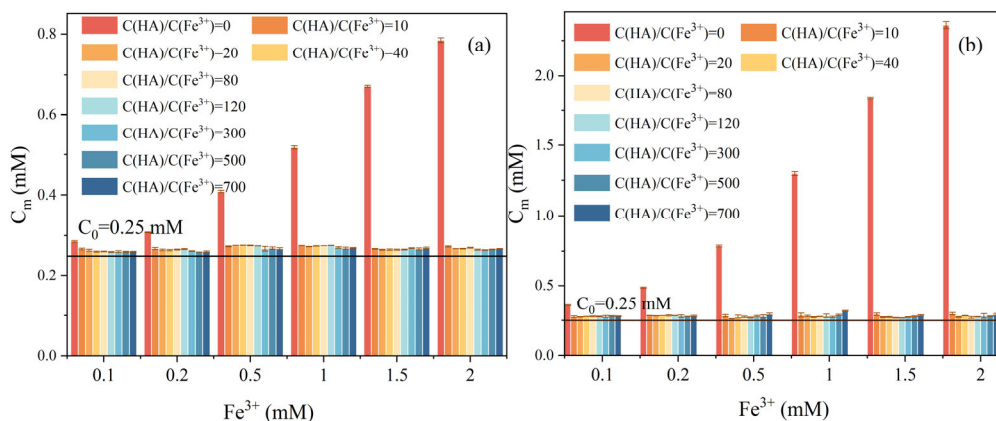 C(HA)/C(Fe³⁺)=0
C(HA)/C(Fe³⁺)=10
C(HA)/C(Fe³⁺)−20
C(HA)/C(Fe³⁺)−40
C(HA)/C(Fe³⁺)=80
C(HA)/C(Fe³⁺)=120
C(HA)/C(Fe³⁺)=300
C(HA)/C(Fe³⁺)=500
C(HA)/C(Fe³⁺)=700
(a)
C₀=0.25 mM
0.8
0.6
0.4
0.2
0.0
Cₘ (mM)
0.1 0.2 0.5 1 1.5 2
Fe³⁺ (mM)
C(HA)/C(Fe³⁺)=0
C(HA)/C(Fe³⁺)=10
C(HA)/C(Fe³⁺)=20
C(HA)/C(Fe³⁺)=40
C(HA)/C(Fe³⁺)=80
C(HA)/C(Fe³⁺)=120
C(HA)/C(Fe³⁺)=300
C(HA)/C(Fe³⁺)=500
C(HA)/C(Fe³⁺)=700
(b)
C₀=0.25 mM
2.0
1.5
1.0
0.5
0.0
Cₘ (mM)
0.1 0.2 0.5 1 1.5 2
Fe³⁺ (mM)